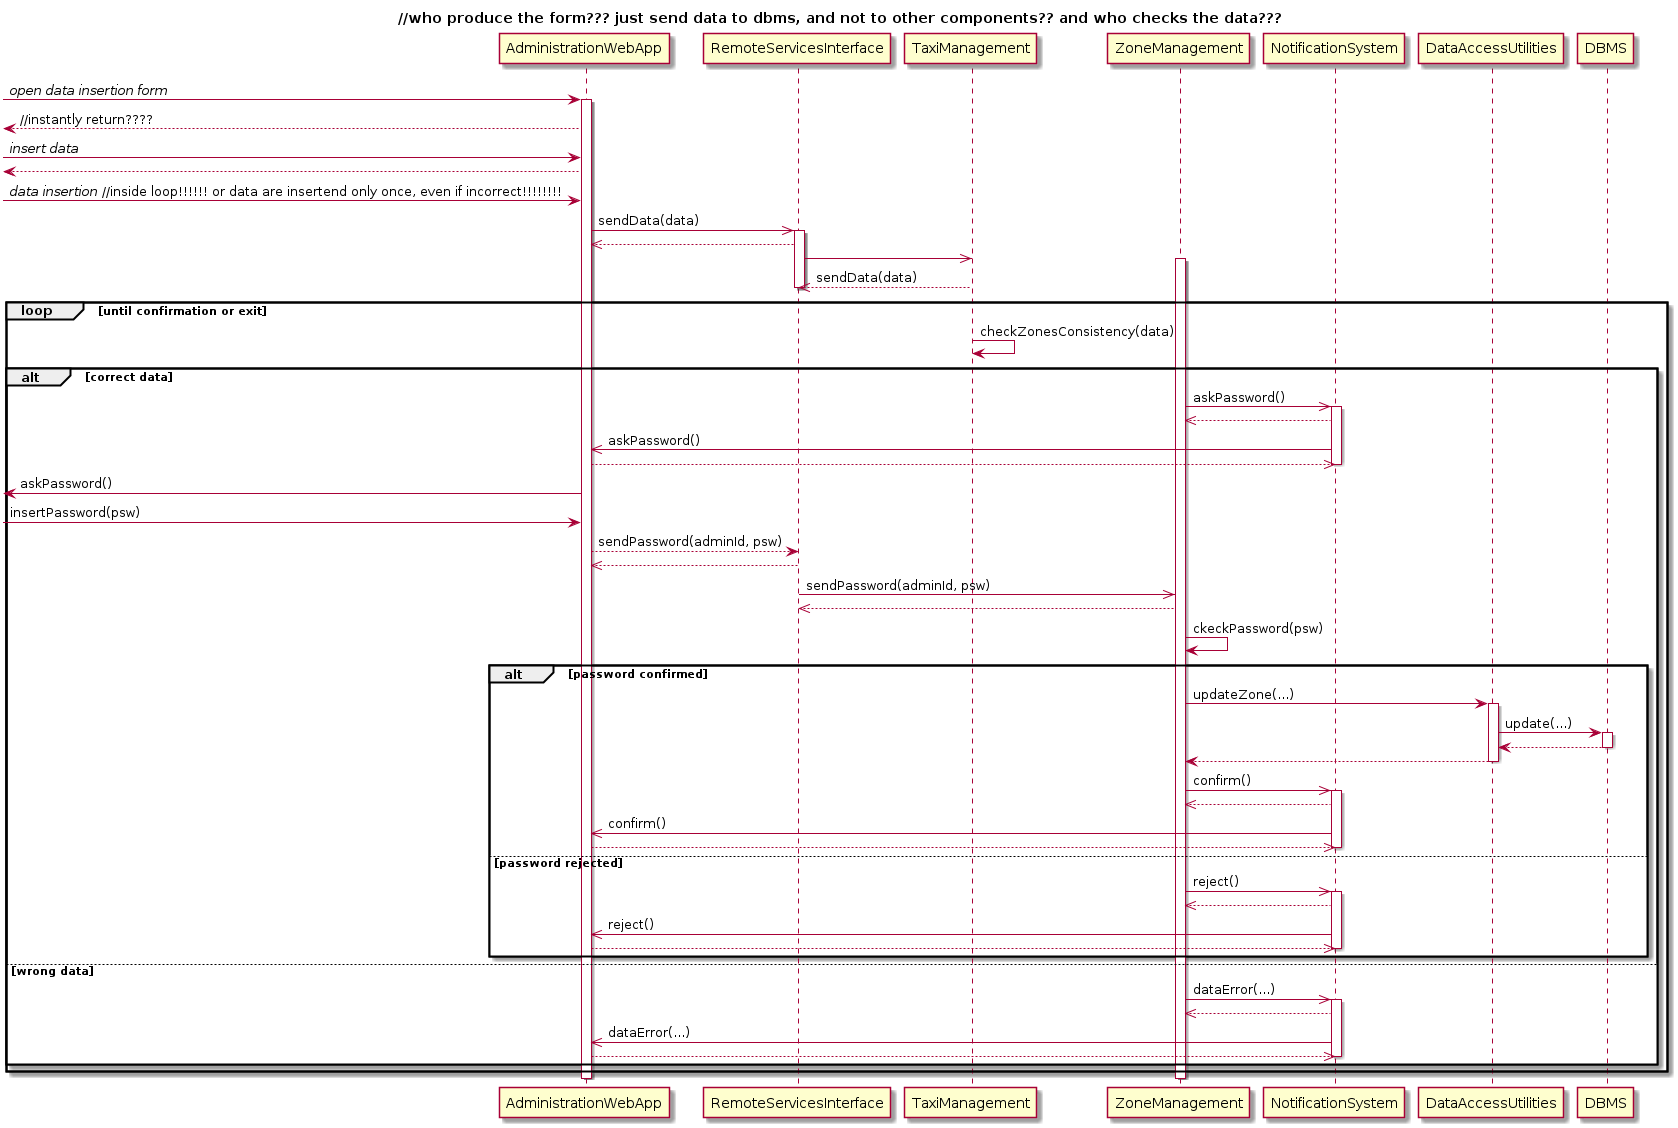 //who produce the form??? just send data to dbms, and not to other components?? and who checks the data???
AdministrationWebApp
RemoteServicesInterface
TaxiManagement
ZoneManagement
NotificationSystem
DataAccessUtilities
DBMS
open data insertion form
//instantly return????
insert data
data insertion //inside loop!!!!!! or data are insertend only once, even if incorrect!!!!!!!!
sendData(data)
sendData(data)
loop [until confirmation or exit]
checkZonesConsistency(data)
alt [correct data]
askPassword()
askPassword()
askPassword()
insertPassword(psw)
sendPassword(adminId, psw)
sendPassword(adminId, psw)
ckeckPassword(psw)
alt [password confirmed]
updateZone(...)
update(...)
confirm()
confirm()
[password rejected]
reject()
reject()
[wrong data]
dataError(...)
dataError(...)
AdministrationWebApp
RemoteServicesInterface
TaxiManagement
ZoneManagement
NotificationSystem
DataAccessUtilities
DBMS